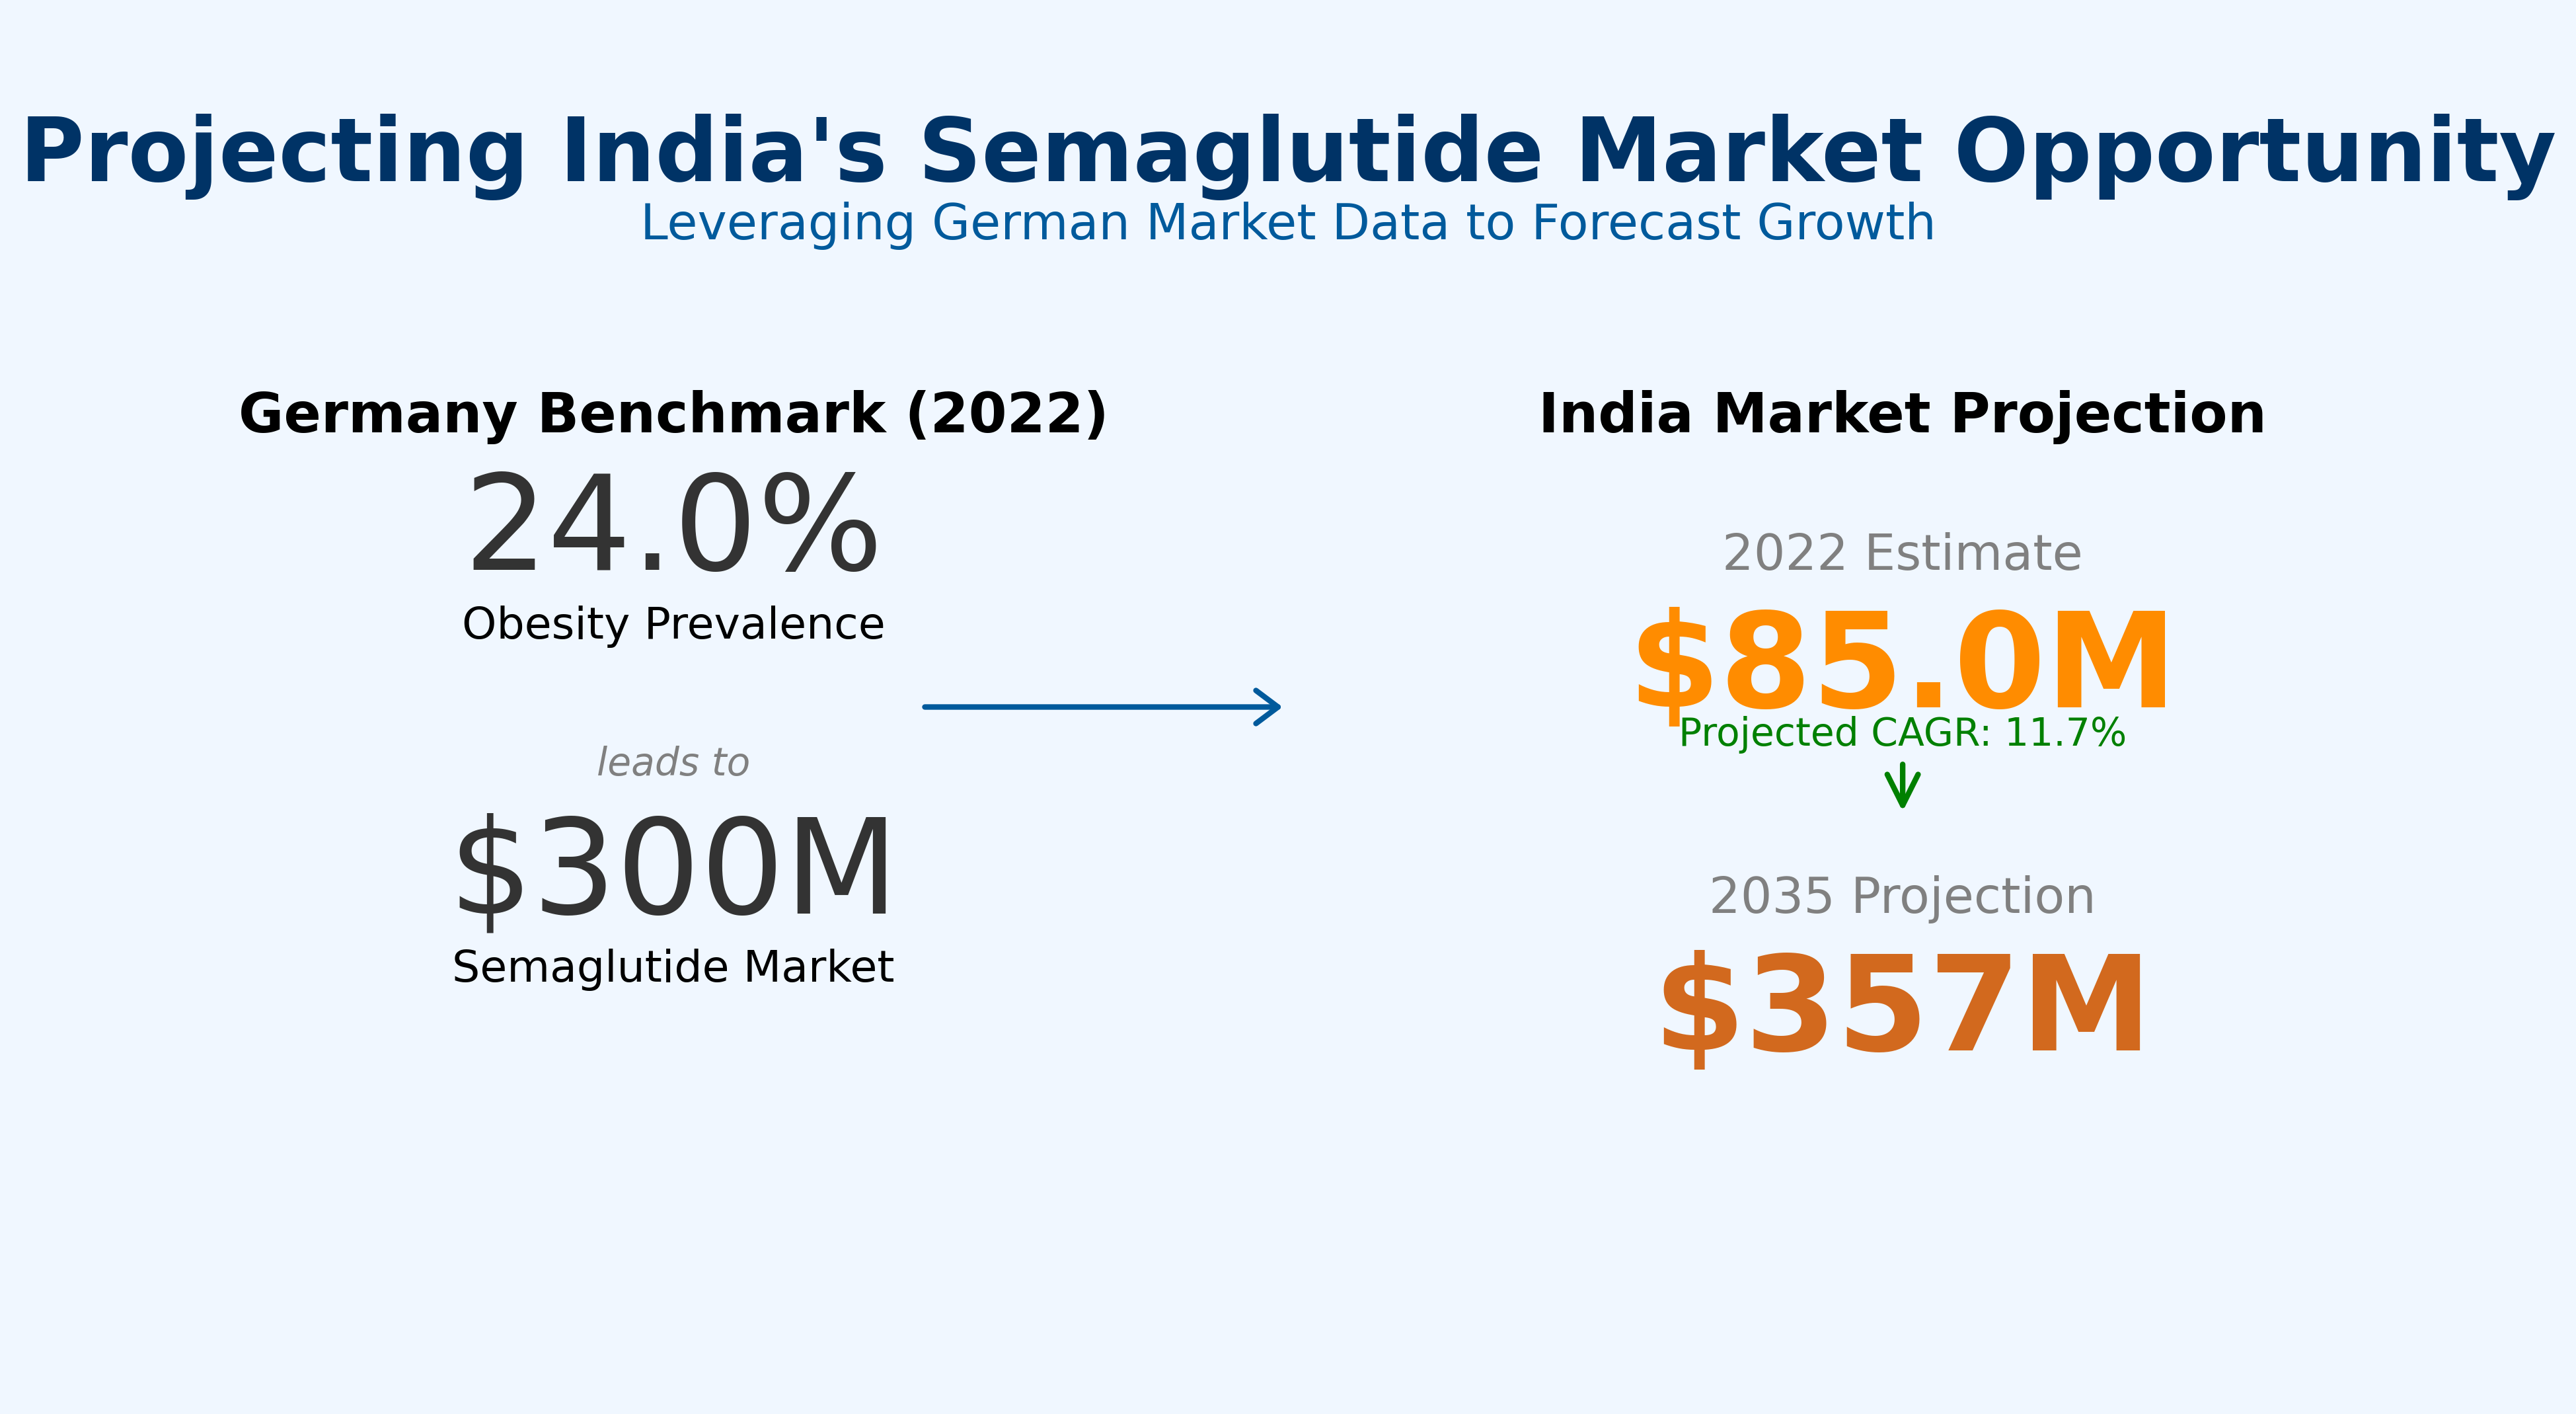 Projecting India's Semaglutide Market Opportunity
Leveraging German Market Data to Forecast Growth
Germany Benchmark (2022)
24.0%
Obesity Prevalence
leads to
$300M
Semaglutide Market
India Market Projection
2022 Estimate
$85.0M
Projected CAGR: 11.7%
2035 Projection
$357M